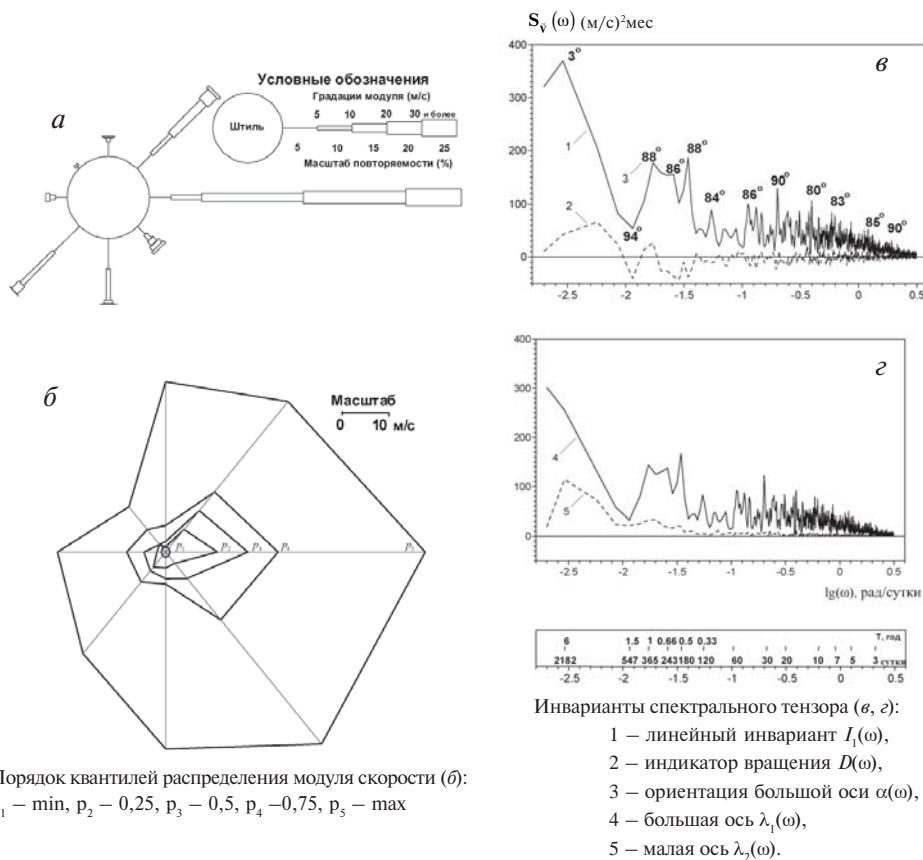 а
Условные обозначения
Градации модуля (м/с)
5 10 20 30 и более
Штиль
5 10 15 20 25
Масштаб повторяемости (%)
б
Масштаб
0 10 м/с
p1 p2 p3 p4 p5
Порядок квантилей распределения модуля скорости (б):
p1 – min, p2 – 0,25, p3 – 0,5, p4 –0,75, p5 – max
Sv̄ (ω) (м/с)²мес
в
400
300
200
100
0
3° 94° 88° 86° 88° 84° 86° 90° 80° 83° 85° 90°
1
2
3
-2.5 -2 -1.5 -1 -0.5 0 0.5
г
400
300
200
100
0
4
5
-2.5 -2 -1.5 -1 -0.5 0 0.5
lg(ω), рад/сутки
6 1.5 1 0.66 0.5 0.33 T, год
2182 547 365 243 180 120 60 30 20 10 7 5 3 сутки
-2.5 -2 -1.5 -1 -0.5 0 0.5
Инварианты спектрального тензора (в, г):
1 – линейный инвариант I1(ω),
2 – индикатор вращения D(ω),
3 – ориентация большой оси α(ω),
4 – большая ось λ1(ω),
5 – малая ось λ2(ω).